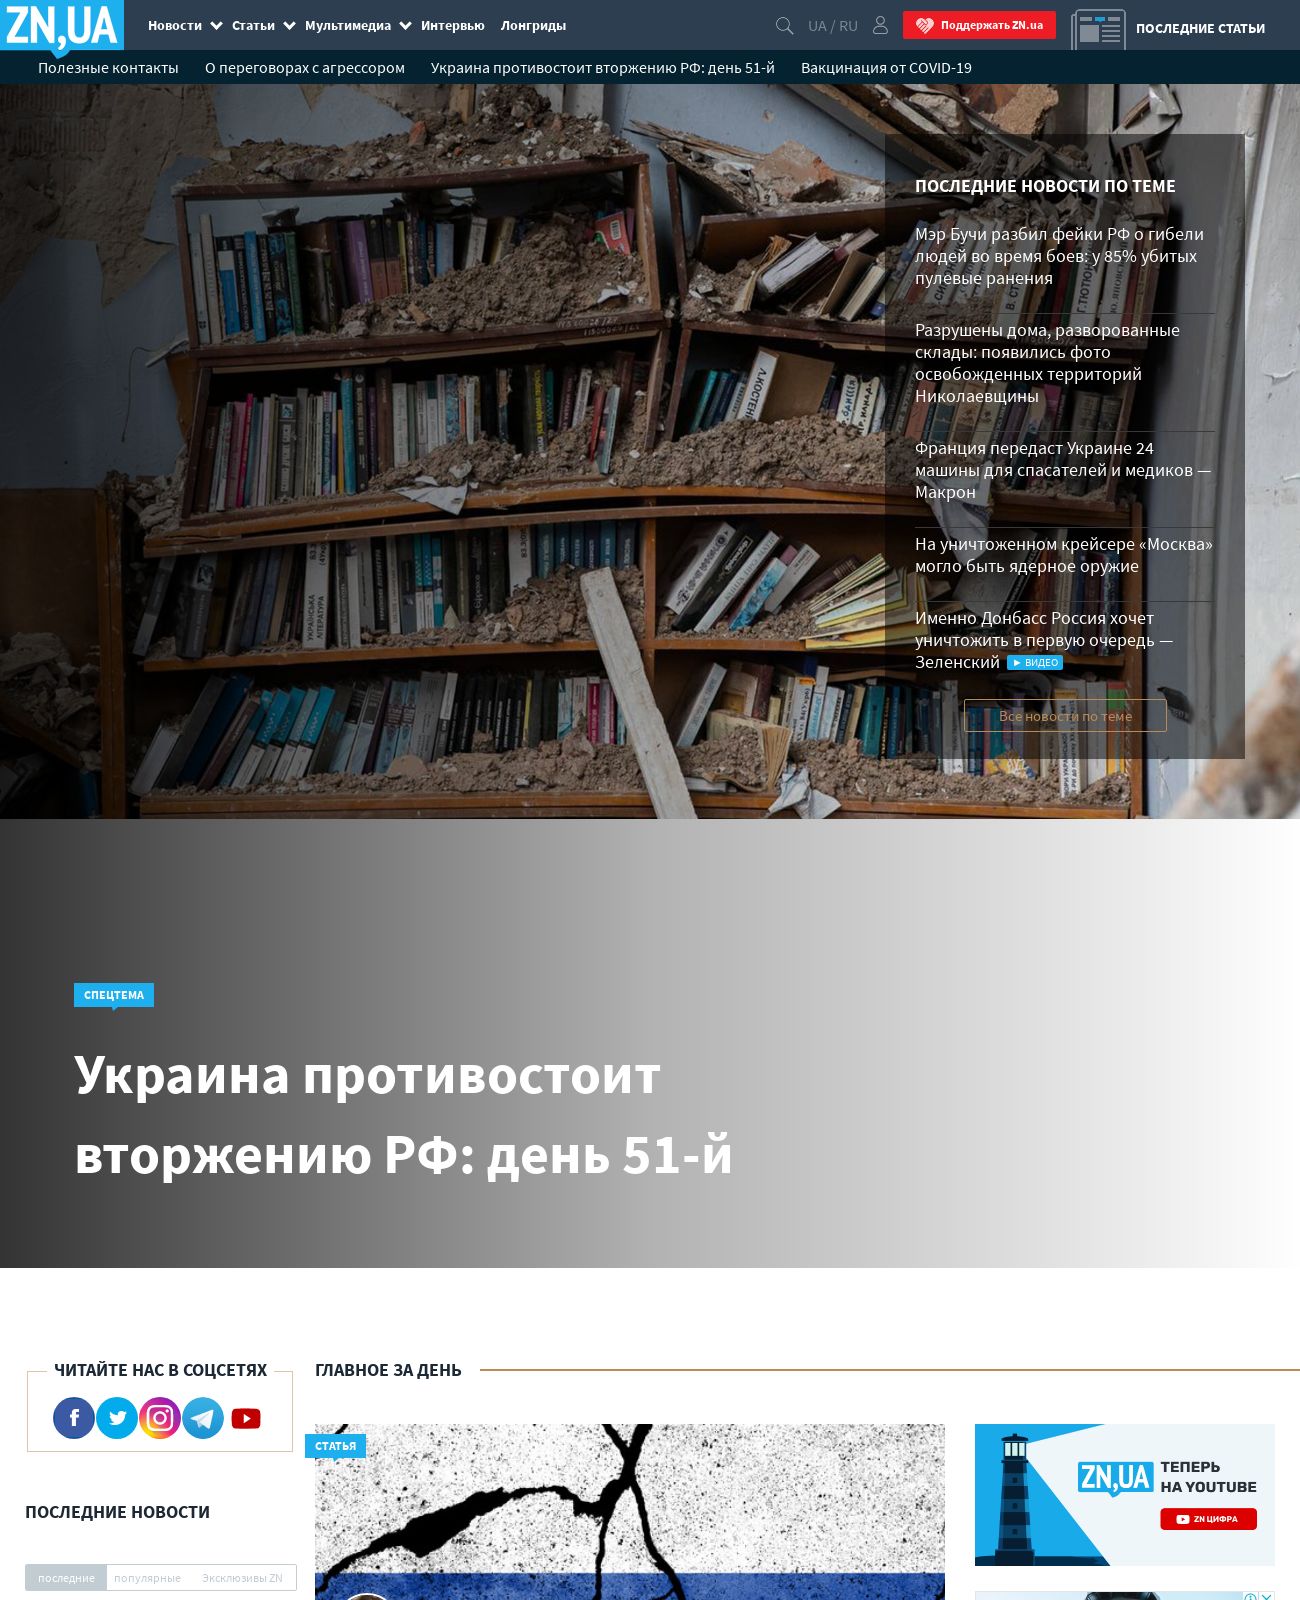 ZN,UA
Новости
Статьи
Мультимедиа
Интервью
Лонгриды
UA / RU
Поддержать ZN.ua
ПОСЛЕДНИЕ СТАТЬИ
Полезные контакты
О переговорах с агрессором
Украина противостоит вторжению РФ: день 51-й
Вакцинация от COVID-19
ПОСЛЕДНИЕ НОВОСТИ ПО ТЕМЕ
Мэр Бучи разбил фейки РФ о гибели
людей во время боев: у 85% убитых
пулевые ранения
Разрушены дома, разворованные
склады: появились фото
освобожденных территорий
Николаевщины
Франция передаст Украине 24
машины для спасателей и медиков —
Макрон
На уничтоженном крейсере «Москва»
могло быть ядерное оружие
Именно Донбасс Россия хочет
уничтожить в первую очередь —
Зеленский
ВИДЕО
Все новости по теме
СПЕЦТЕМА
Украина противостоит
вторжению РФ: день 51-й
ЧИТАЙТЕ НАС В СОЦСЕТЯХ
ГЛАВНОЕ ЗА ДЕНЬ
СТАТЬЯ
ZN,UA
ТЕПЕРЬ
НА YOUTUBE
ZN ЦИФРА
ПОСЛЕДНИЕ НОВОСТИ
последние
популярные
Эксклюзивы ZN